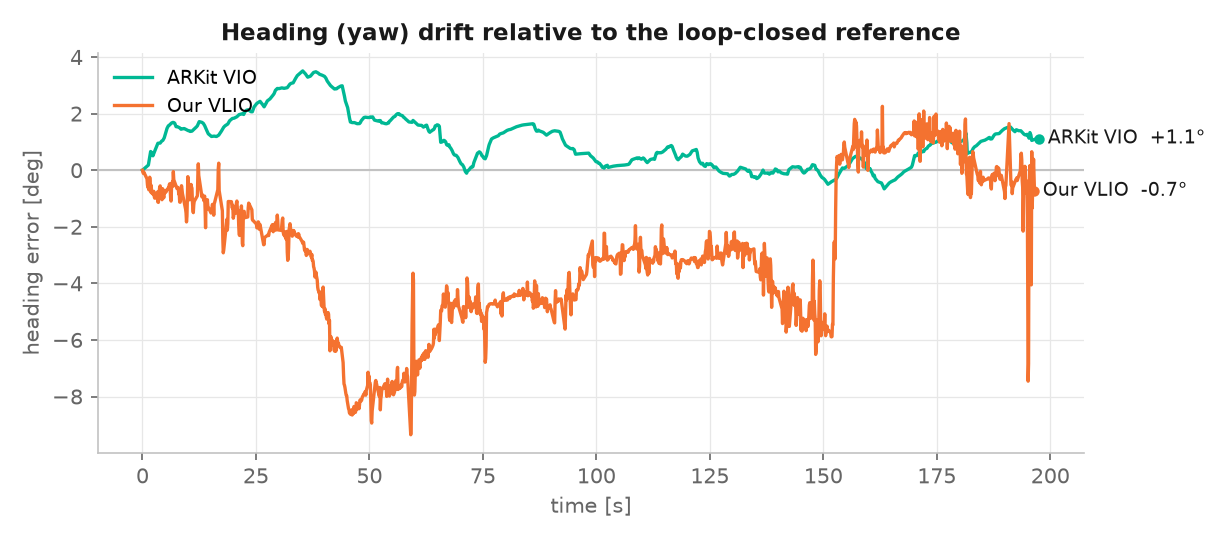 Heading (yaw) drift relative to the loop-closed reference
ARKit VIO
Our VLIO
4
2
0
−2
−4
−6
−8
heading error [deg]
ARKit VIO  +1.1°
Our VLIO  -0.7°
0
25
50
75
100
125
150
175
200
time [s]